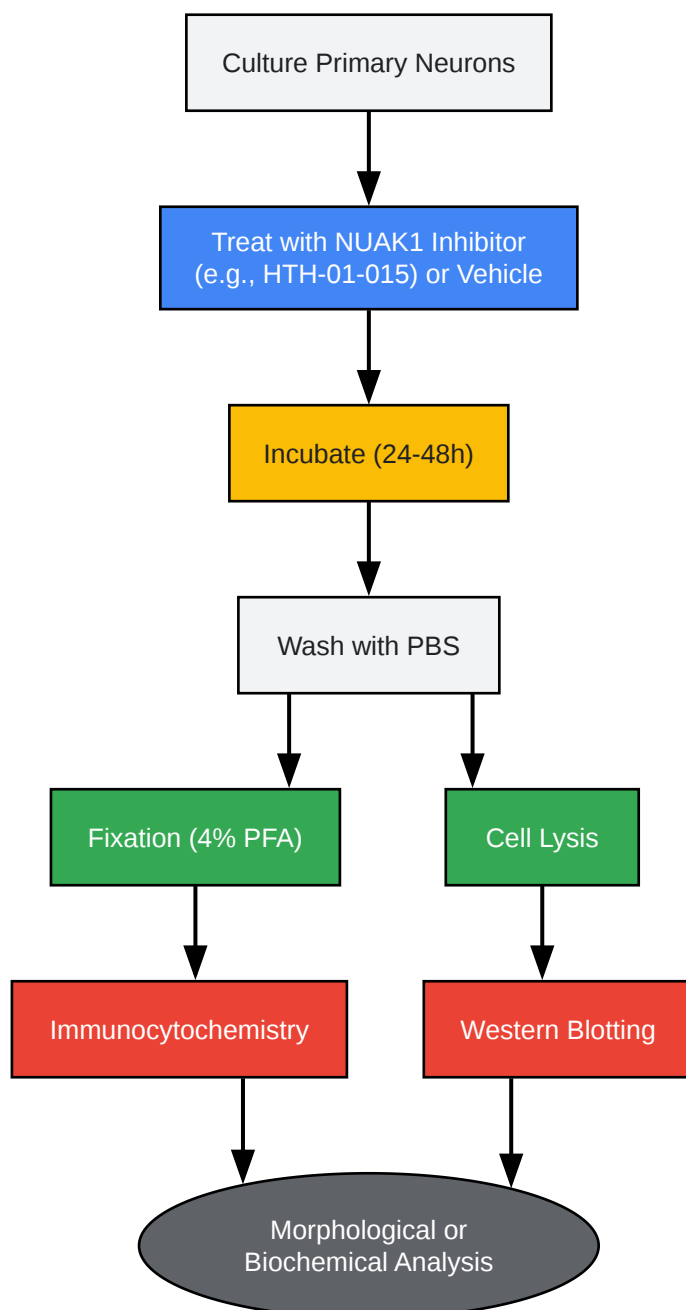 Culture Primary Neurons
Treat with NUAK1 Inhibitor
(e.g., HTH-01-015) or Vehicle
Incubate (24-48h)
Wash with PBS
Fixation (4% PFA)
Cell Lysis
Immunocytochemistry
Western Blotting
Morphological or
Biochemical Analysis